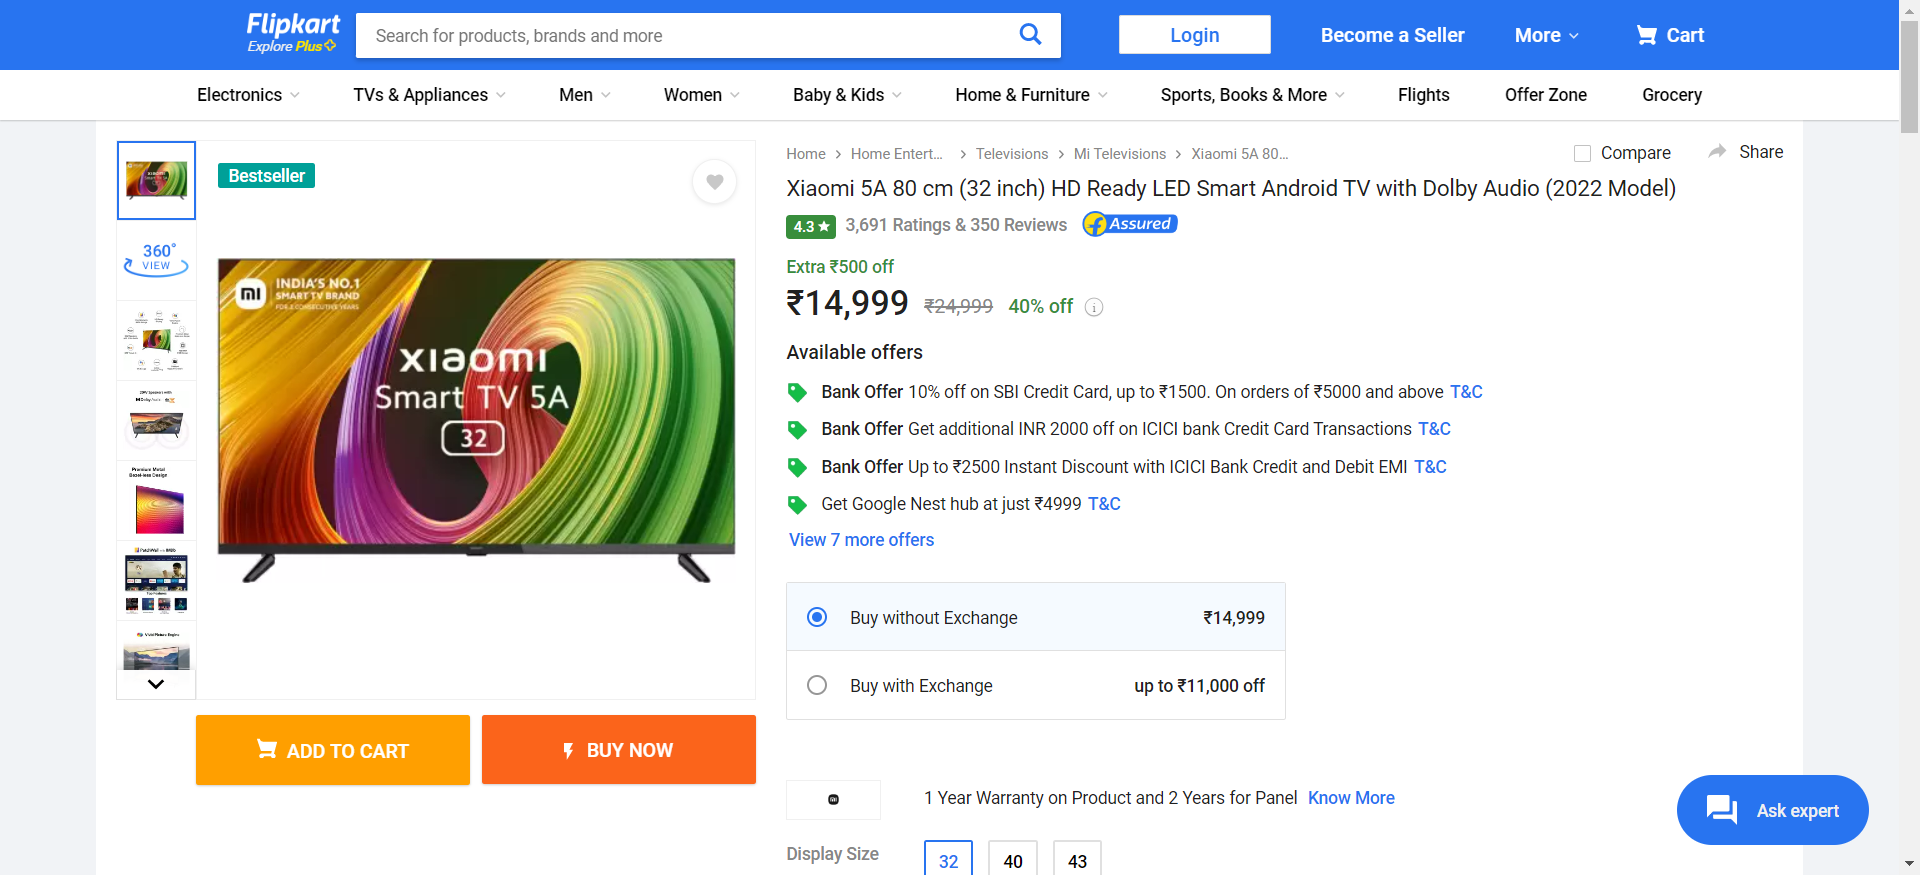 Flipkart
Explore Plus
Search for products, brands and more
Login
Become a Seller
More
Cart
Electronics
TVs & Appliances
Men
Women
Baby & Kids
Home & Furniture
Sports, Books & More
Flights
Offer Zone
Grocery
360°
VIEW
Premium Metal
Bezel-less Design
Bestseller
mi
INDIA'S NO.1
SMART TV BRAND
xiaomi
Smart TV 5A
32
ADD TO CART
BUY NOW
Home > Home Entert... > Televisions > Mi Televisions > Xiaomi 5A 80...
Compare
Share
Xiaomi 5A 80 cm (32 inch) HD Ready LED Smart Android TV with Dolby Audio (2022 Model)
4.3 ★ 3,691 Ratings & 350 Reviews f Assured
Extra ₹500 off
₹14,999 ₹24,999 40% off i
Available offers
Bank Offer 10% off on SBI Credit Card, up to ₹1500. On orders of ₹5000 and above T&C
Bank Offer Get additional INR 2000 off on ICICI bank Credit Card Transactions T&C
Bank Offer Up to ₹2500 Instant Discount with ICICI Bank Credit and Debit EMI T&C
Get Google Nest hub at just ₹4999 T&C
View 7 more offers
Buy without Exchange ₹14,999
Buy with Exchange up to ₹11,000 off
1 Year Warranty on Product and 2 Years for Panel Know More
Ask expert
Display Size 32 40 43